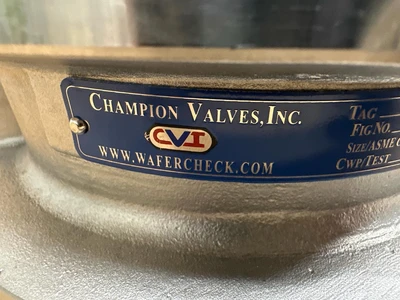 CHAMPION VALVES, INC.
CVI
WWW.WAFERCHECK.COM
TAG
FIG NO.
SIZE/ASME C
CWP/TEST